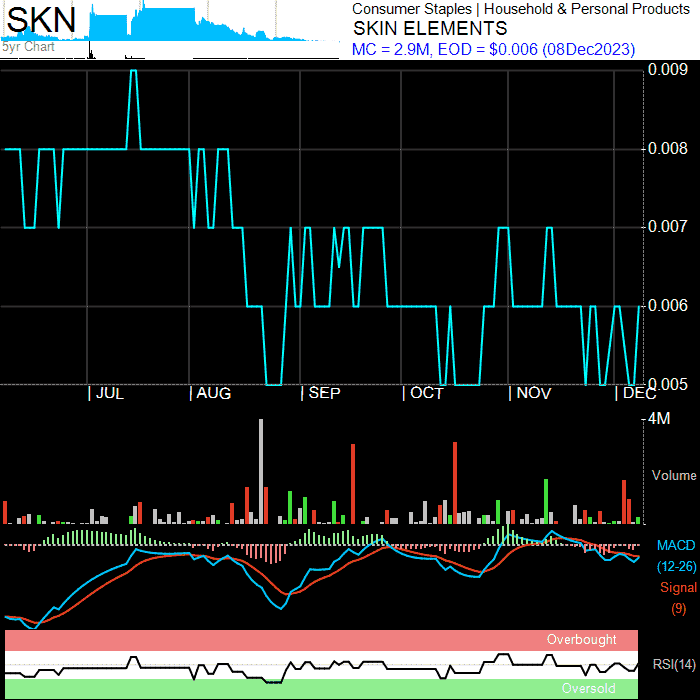 SKN
5yr Chart
Consumer Staples | Household & Personal Products
SKIN ELEMENTS
MC = 2.9M, EOD = $0.006 (08Dec2023)
0.009
0.008
0.007
0.006
0.005
JUL AUG SEP OCT NOV DEC
4M
Volume
MACD
(12-26)
Signal
(9)
Overbought
RSI(14)
Oversold